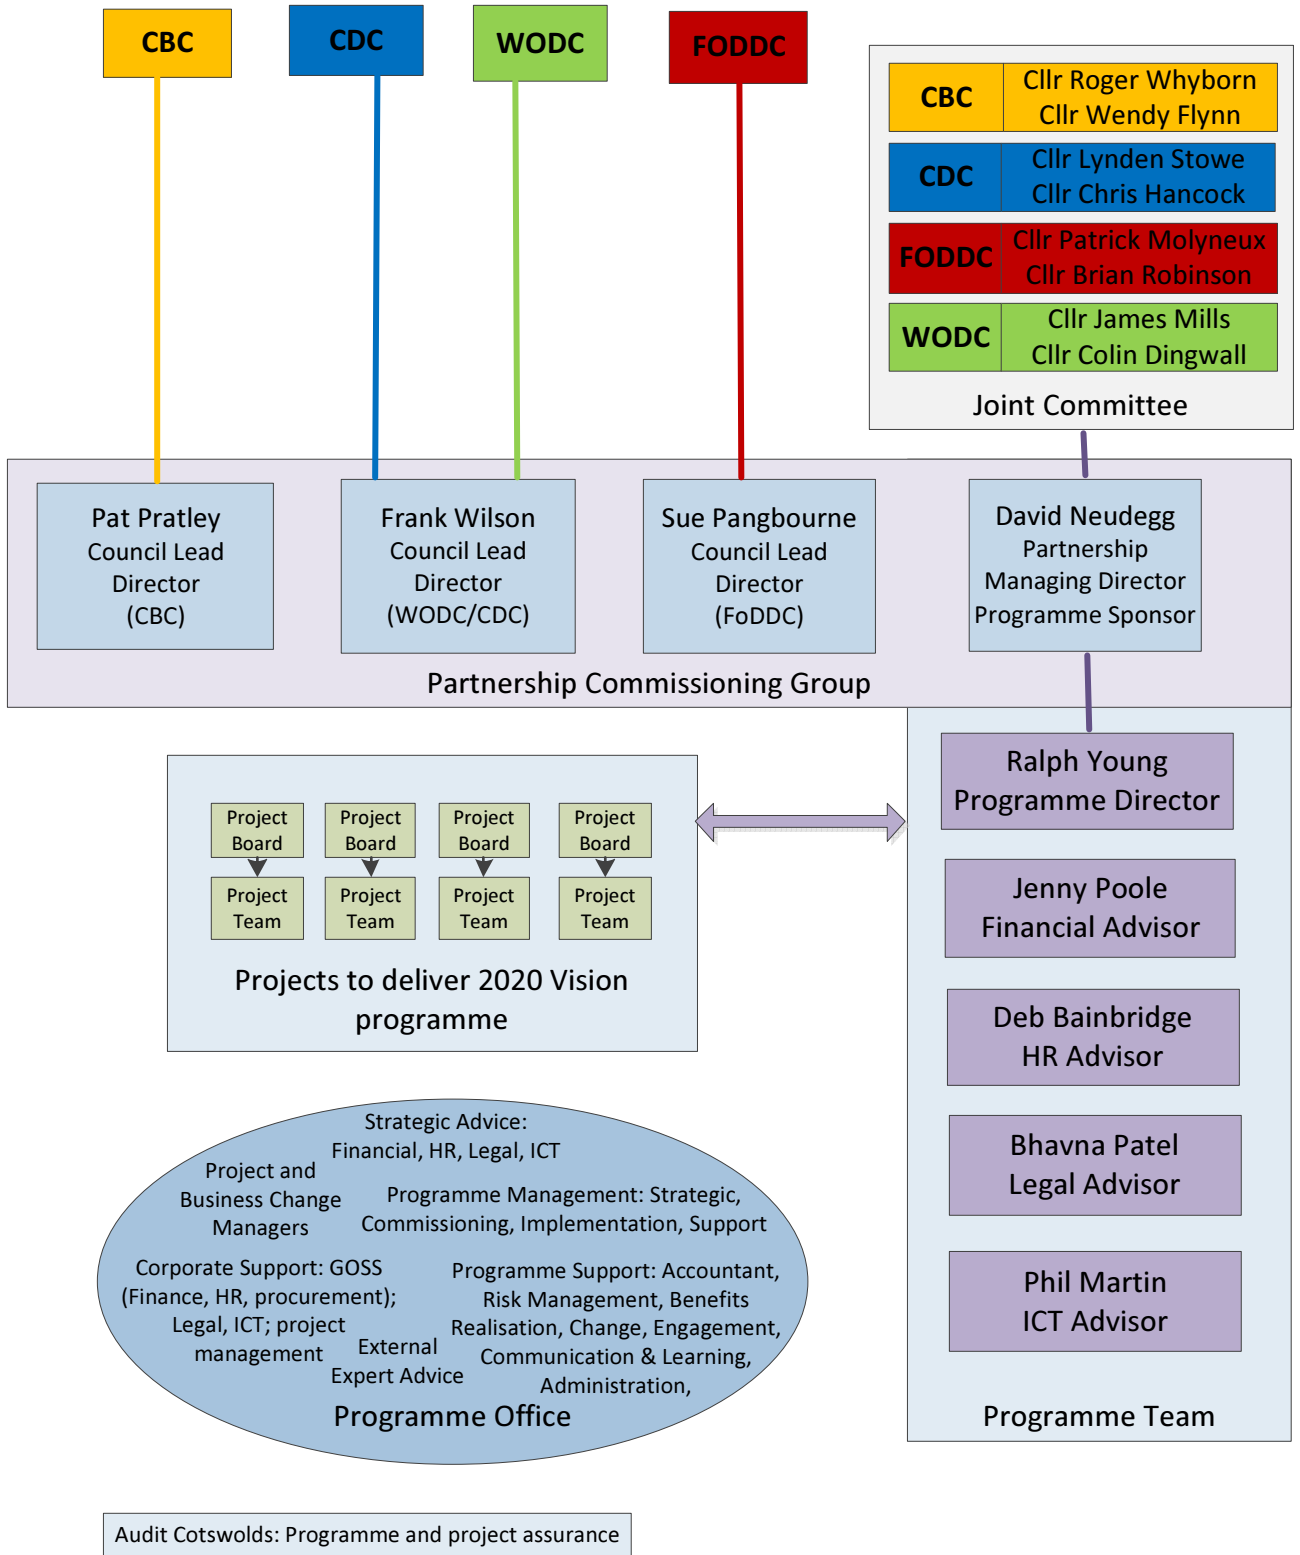 CBC
CDC
WODC
FODDC
CBC
Cllr Roger Whyborn
Cllr Wendy Flynn
CDC
Cllr Lynden Stowe
Cllr Chris Hancock
FODDC
Cllr Patrick Molyneux
Cllr Brian Robinson
WODC
Cllr James Mills
Cllr Colin Dingwall
Joint Committee
Pat Pratley
Council Lead
Director
(CBC)
Frank Wilson
Council Lead
Director
(WODC/CDC)
Sue Pangbourne
Council Lead
Director
(FoDDC)
David Neudegg
Partnership
Managing Director
Programme Sponsor
Partnership Commissioning Group
Project
Board
Project
Board
Project
Board
Project
Board
Project
Team
Project
Team
Project
Team
Project
Team
Projects to deliver 2020 Vision
programme
Ralph Young
Programme Director
Jenny Poole
Financial Advisor
Deb Bainbridge
HR Advisor
Bhavna Patel
Legal Advisor
Phil Martin
ICT Advisor
Programme Team
Strategic Advice:
Financial, HR, Legal, ICT
Project and
Business Change
Managers
Programme Management: Strategic,
Commissioning, Implementation, Support
Corporate Support: GOSS
(Finance, HR, procurement);
Legal, ICT; project
management
External
Expert Advice
Programme Support: Accountant,
Risk Management, Benefits
Realisation, Change, Engagement,
Communication & Learning,
Administration,
Programme Office
Audit Cotswolds: Programme and project assurance